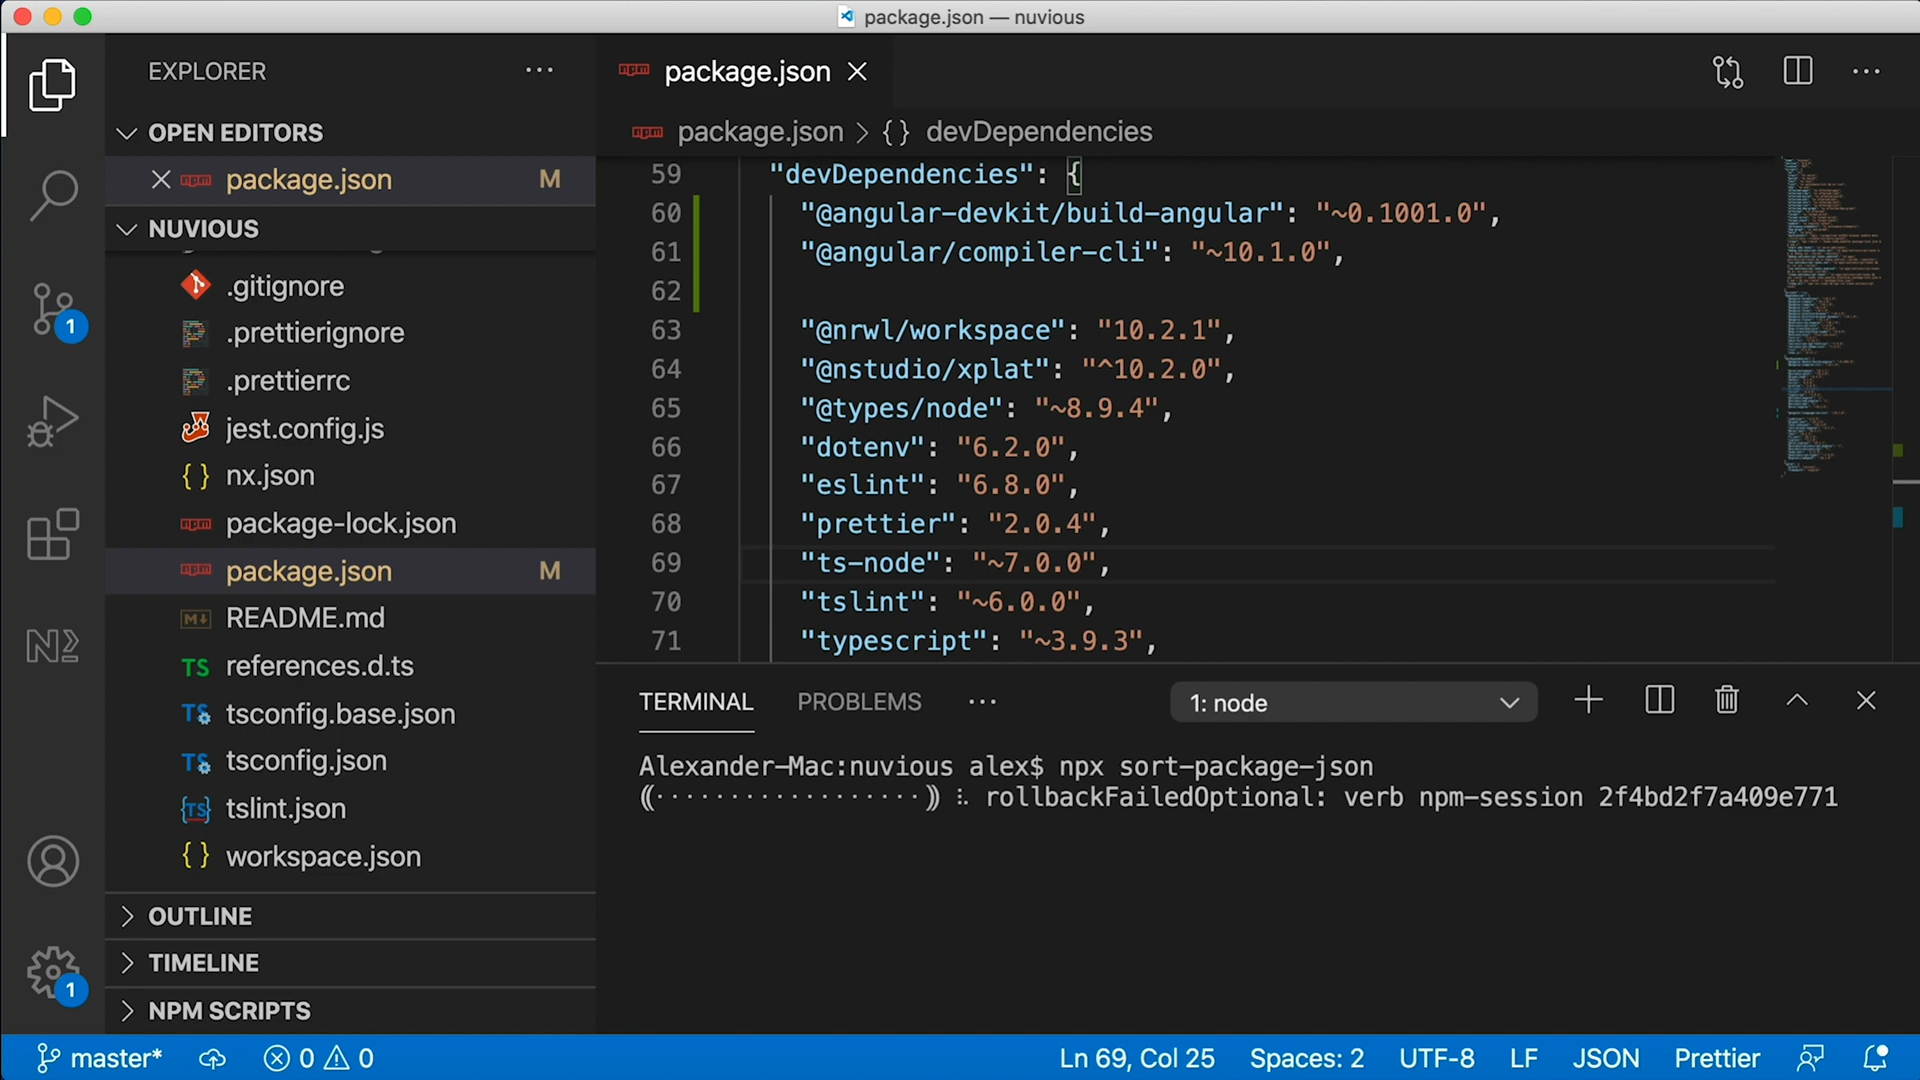 package.json — nuvious
EXPLORER
OPEN EDITORS
package.json M
NUVIOUS
.gitignore
.prettierignore
.prettierrc
jest.config.js
nx.json
package-lock.json
package.json M
README.md
references.d.ts
tsconfig.base.json
tsconfig.json
tslint.json
workspace.json
OUTLINE
TIMELINE
NPM SCRIPTS
1
1
package.json
package.json > {} devDependencies
59 "devDependencies": {
60 "@angular-devkit/build-angular": "~0.1001.0",
61 "@angular/compiler-cli": "~10.1.0",
62
63 "@nrwl/workspace": "10.2.1",
64 "@nstudio/xplat": "^10.2.0",
65 "@types/node": "~8.9.4",
66 "dotenv": "6.2.0",
67 "eslint": "6.8.0",
68 "prettier": "2.0.4",
69 "ts-node": "~7.0.0",
70 "tslint": "~6.0.0",
71 "typescript": "~3.9.3",
TERMINAL PROBLEMS ··· 1: node
Alexander-Mac:nuvious alex$ npx sort-package-json
⸨··················⸩ ⠧ rollbackFailedOptional: verb npm-session 2f4bd2f7a409e771
master* 0 0 Ln 69, Col 25 Spaces: 2 UTF-8 LF JSON Prettier